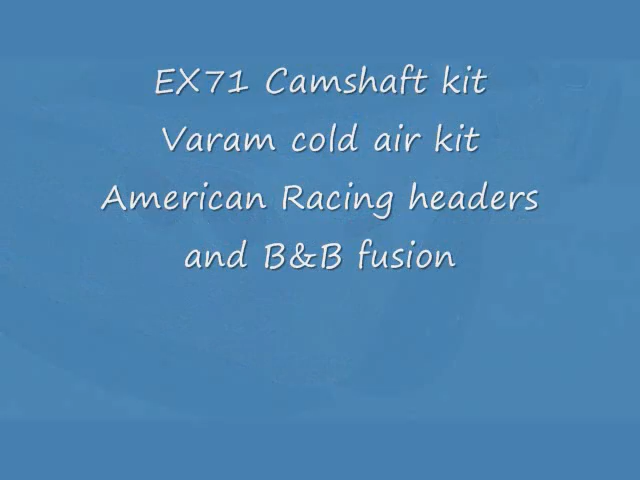 EX71 Camshaft kit
Varam cold air kit
American Racing headers
and B&B fusion